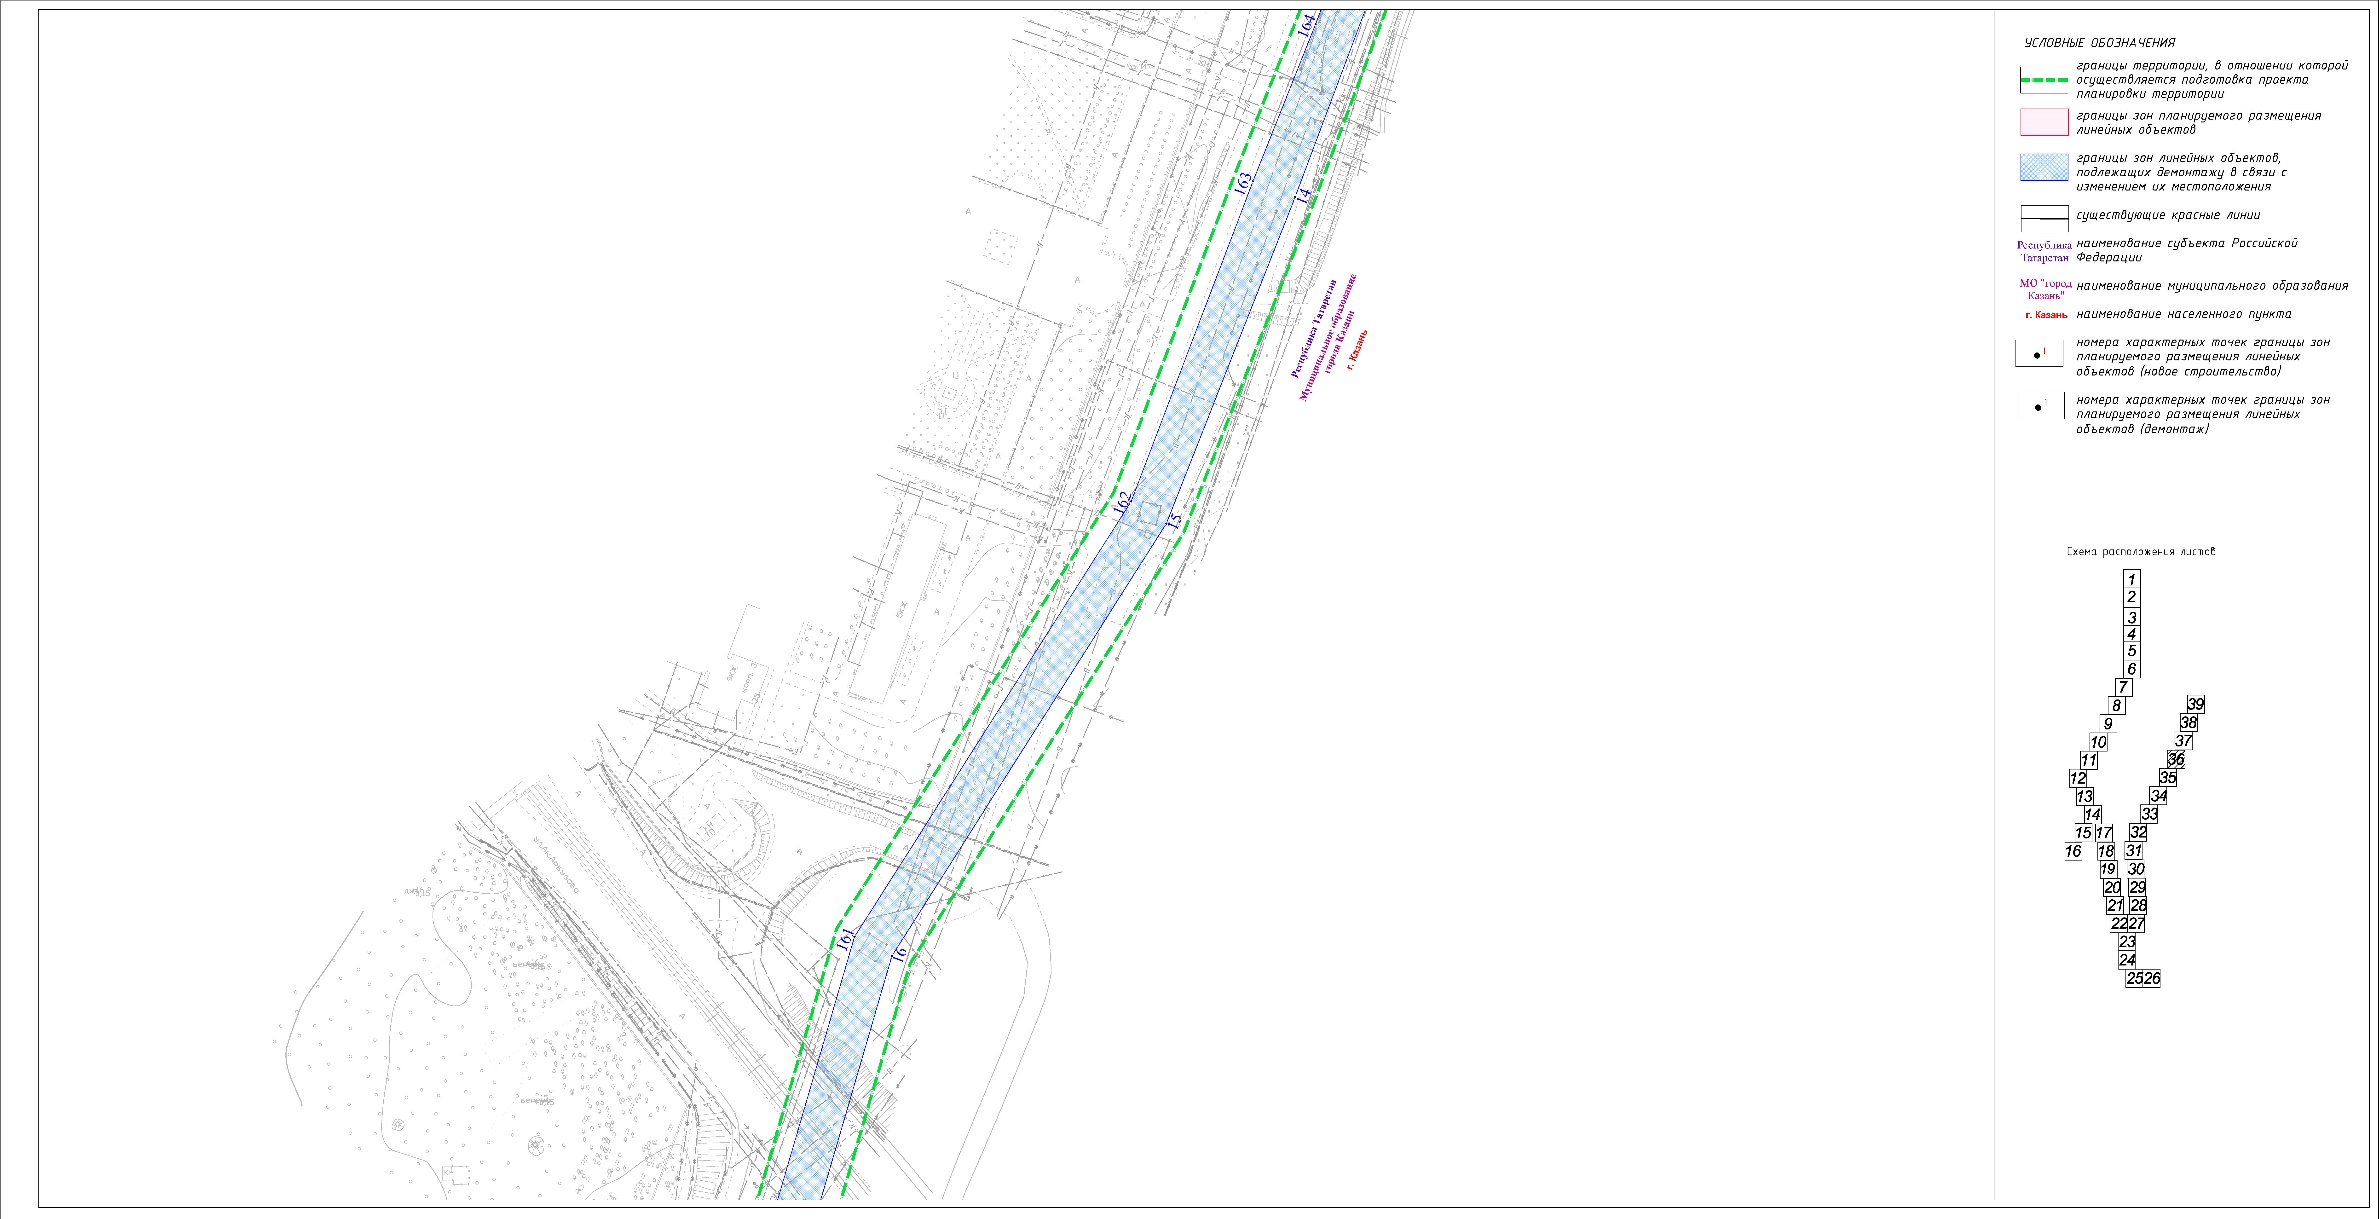 164
163
14
Республика Татарстан
Муниципальное образование
города Казани
г. Казань
162
15
161
16
УСЛОВНЫЕ ОБОЗНАЧЕНИЯ
границы территории, в отношении которой
осуществляется подготовка проекта
планировки территории
границы зон планируемого размещения
линейных объектов
границы зон линейных объектов,
подлежащих демонтажу в связи с
изменением их местоположения
существующие красные линии
Республика
Татарстан
наименование субъекта Российской
Федерации
МО "город
Казань"
наименование муниципального образования
г. Казань
наименование населенного пункта
1
номера характерных точек границы зон
планируемого размещения линейных
объектов (новое строительство)
1
номера характерных точек границы зон
планируемого размещения линейных
объектов (демонтаж)
Схема расположения листов
1
2
3
4
5
6
7
8 39
9 38
10 37
11 36
12 35
13 34
14 33
15 17 32
16 18 31
19 30
20 29
21 28
22 27
23
24
25 26